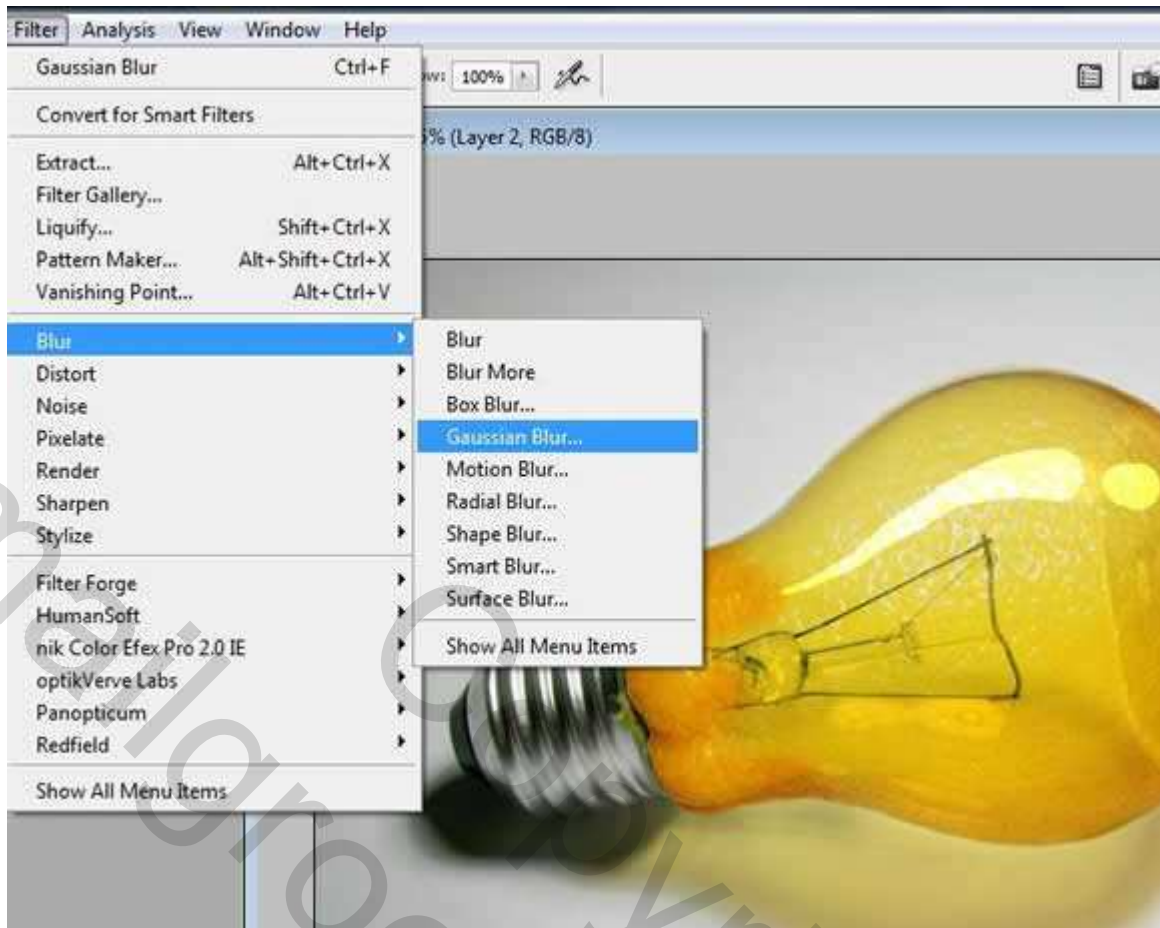 Filter Analysis View Window Help
Gaussian Blur Ctrl+F
100%
Convert for Smart Filters
% (Layer 2, RGB/8)
Extract... Alt+Ctrl+X
Filter Gallery...
Liquify... Shift+Ctrl+X
Pattern Maker... Alt+Shift+Ctrl+X
Vanishing Point... Alt+Ctrl+V
Blur
Distort
Noise
Pixelate
Render
Sharpen
Stylize
Filter Forge
HumanSoft
nik Color Efex Pro 2.0 IE
optikVerve Labs
Panopticum
Redfield
Show All Menu Items
Blur
Blur More
Box Blur...
Gaussian Blur...
Motion Blur...
Radial Blur...
Shape Blur...
Smart Blur...
Surface Blur...
Show All Menu Items